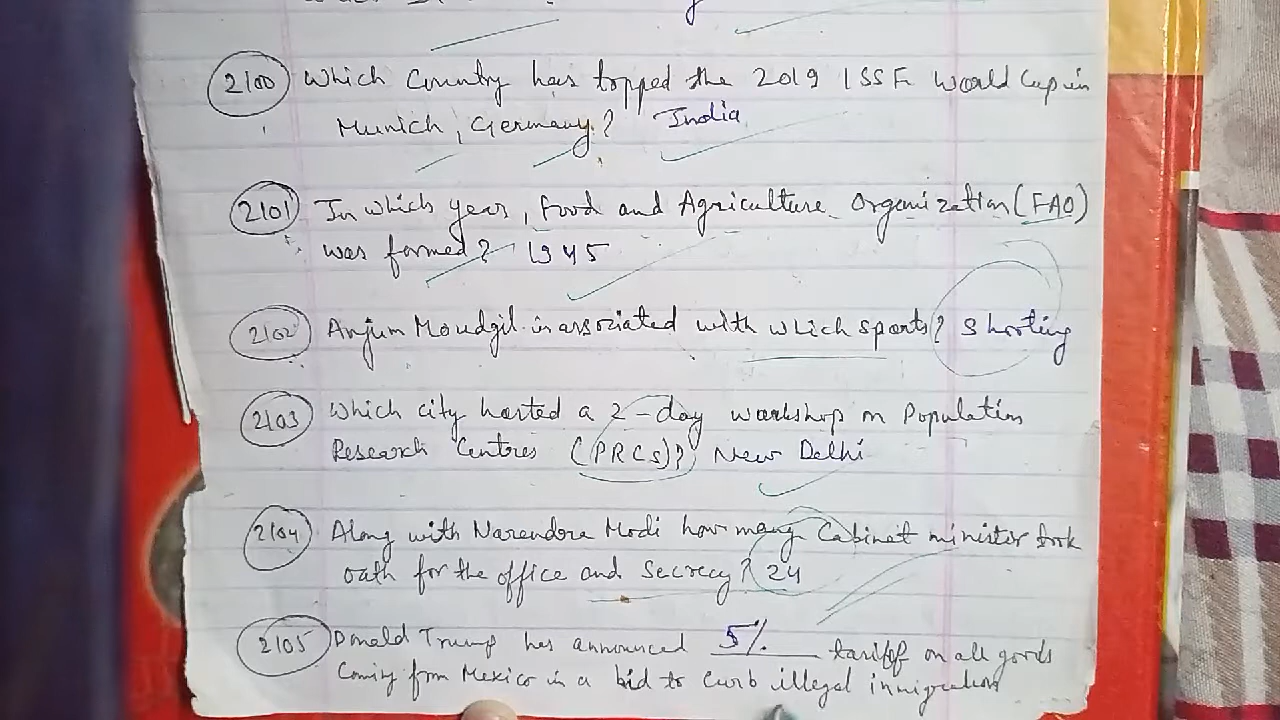 2100 Which Country has topped the 2019 ISSF World Cup in
Munich, Germany? India
2101 In which year, Food and Agriculture Organization (FAO)
was formed? 1945
2102 Anjum Moudgil is associated with which sports? Shooting
2103 Which city hosted a 2-day workshop on Population
Research Centres (PRCs)? New Delhi
2104 Along with Narendra Modi how many Cabinet minister took
oath for the office and Secrecy? 24
2105 Donald Trump has announced 5% tariff on all goods
Coming from Mexico in a bid to curb illegal immigration